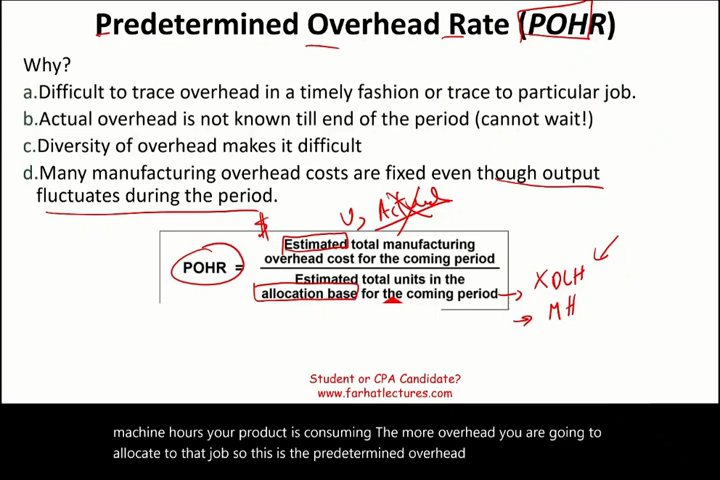 Predetermined Overhead Rate (POHR)
Why?
a.Difficult to trace overhead in a timely fashion or trace to particular job.
b.Actual overhead is not known till end of the period (cannot wait!)
c.Diversity of overhead makes it difficult
d.Many manufacturing overhead costs are fixed even though output
fluctuates during the period.
$
Actual
POHR =
Estimated total manufacturing
overhead cost for the coming period
Estimated total units in the
allocation base for the coming period
X DLH
MH
Student or CPA Candidate?
www.farhatlectures.com
machine hours your product is consuming The more overhead you are going to
allocate to that job so this is the predetermined overhead